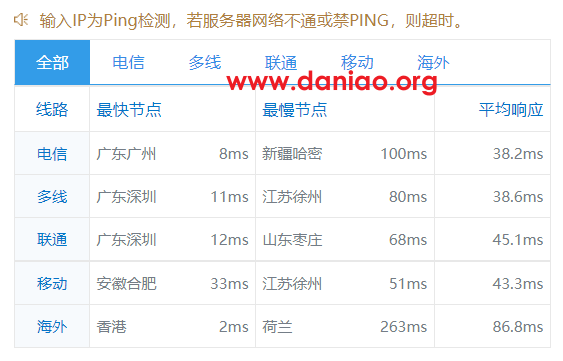 输入IP为Ping检测，若服务器网络不通或禁PING，则超时。
全部 电信 多线 联通 移动 海外
www.daniao.org
线路 最快节点 最慢节点 平均响应
电信 广东广州 8ms 新疆哈密 100ms 38.2ms
多线 广东深圳 11ms 江苏徐州 80ms 38.6ms
联通 广东深圳 12ms 山东枣庄 68ms 45.1ms
移动 安徽合肥 33ms 江苏徐州 51ms 43.3ms
海外 香港 2ms 荷兰 263ms 86.8ms